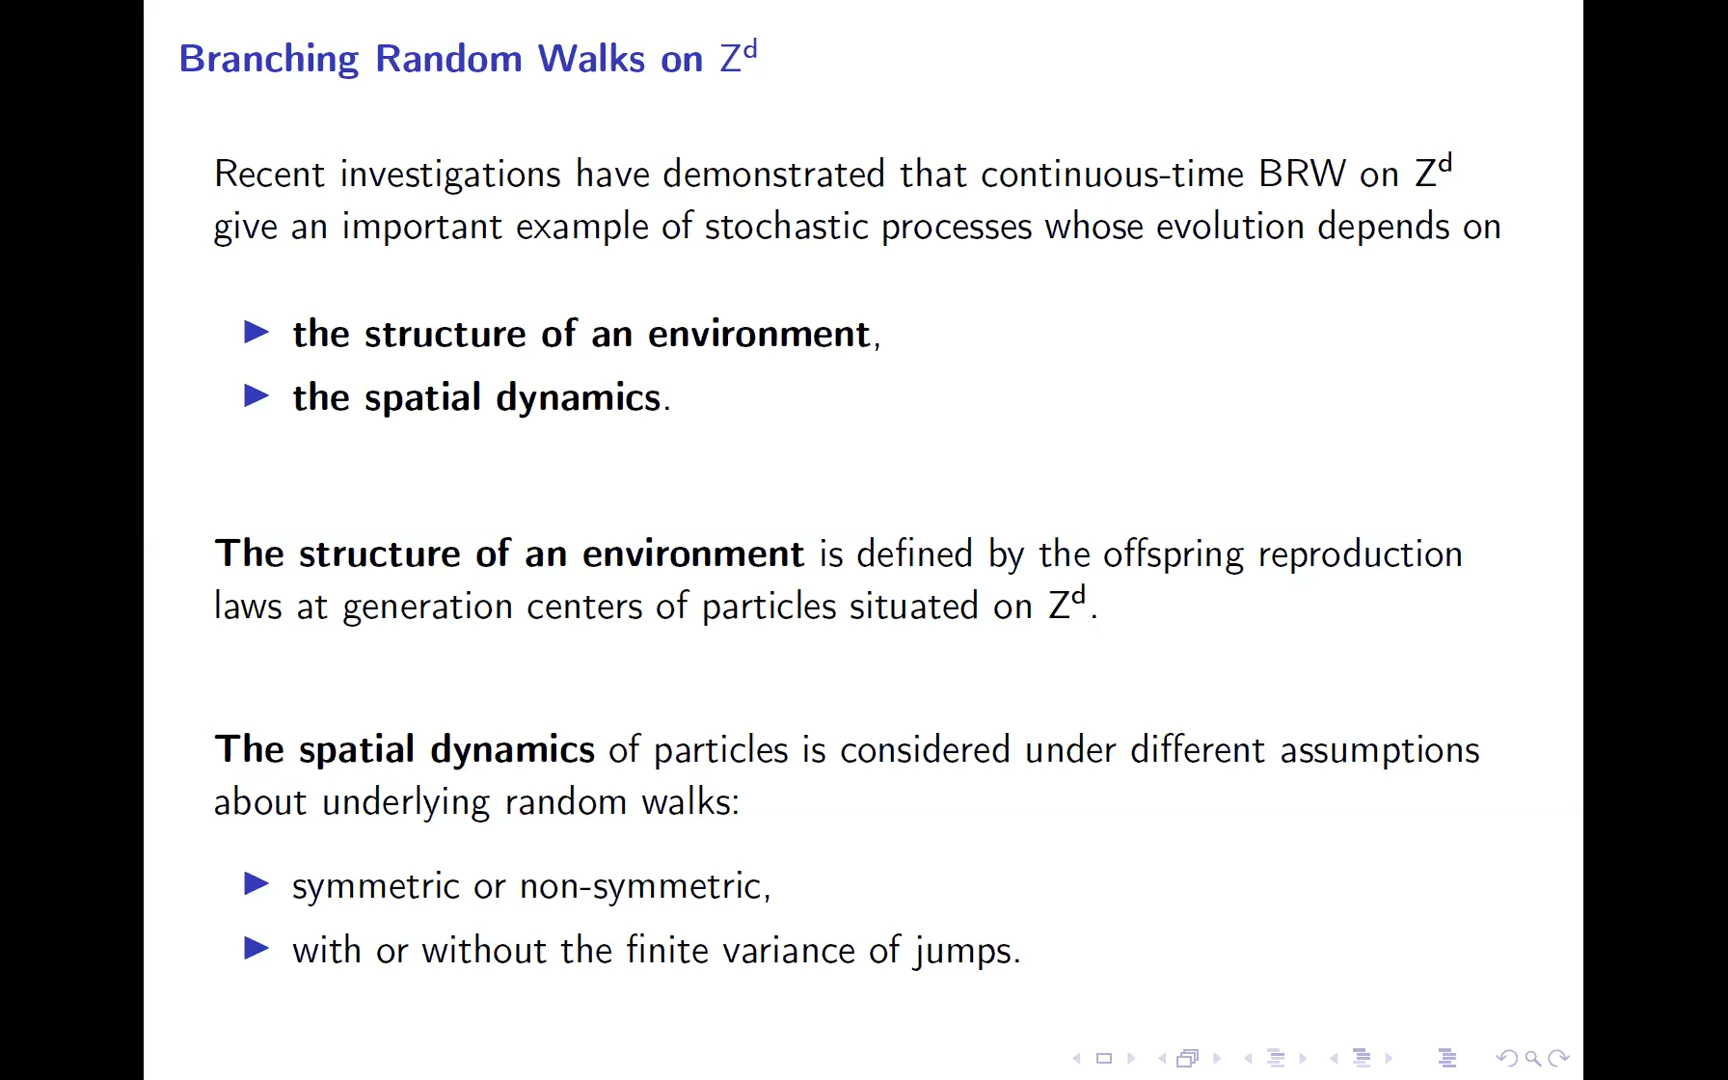 Branching Random Walks on Zᵈ
Recent investigations have demonstrated that continuous-time BRW on Zᵈ
give an important example of stochastic processes whose evolution depends on
the structure of an environment,
the spatial dynamics.
The structure of an environment is defined by the offspring reproduction
laws at generation centers of particles situated on Zᵈ.
The spatial dynamics of particles is considered under different assumptions
about underlying random walks:
symmetric or non-symmetric,
with or without the finite variance of jumps.